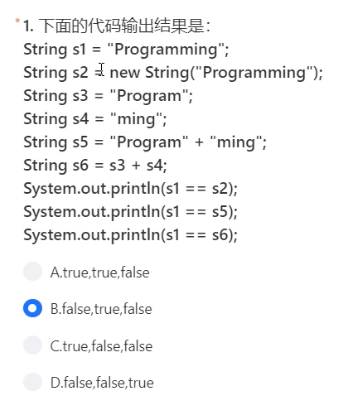 *1. 下面的代码输出结果是：
String s1 = "Programming";
String s2 = new String("Programming");
String s3 = "Program";
String s4 = "ming";
String s5 = "Program" + "ming";
String s6 = s3 + s4;
System.out.println(s1 == s2);
System.out.println(s1 == s5);
System.out.println(s1 == s6);
A.true,true,false
B.false,true,false
C.true,false,false
D.false,false,true